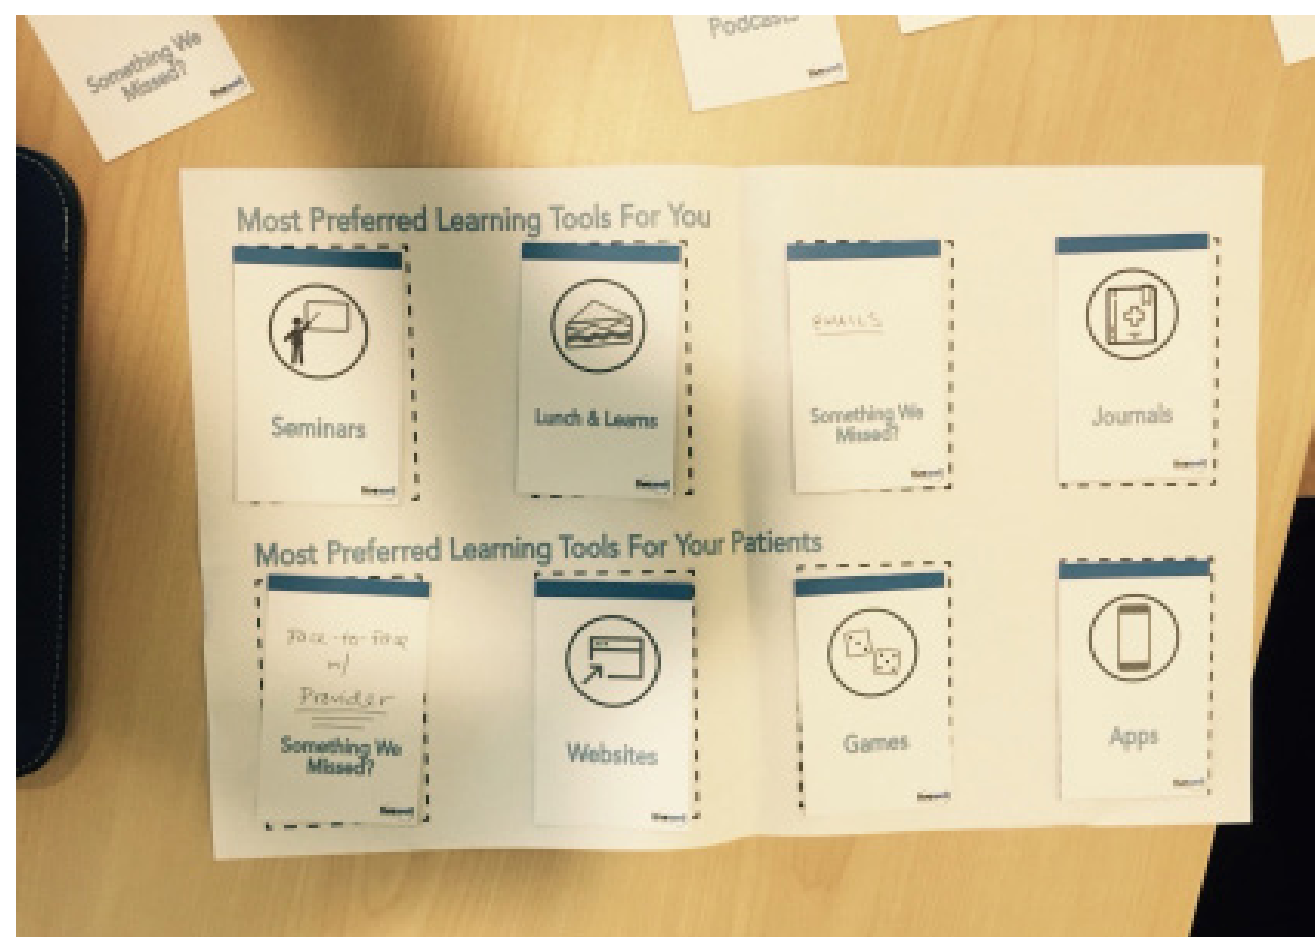 Something We
Missed?
Podcasts
Most Preferred Learning Tools For You
Seminars
Lunch & Learns
emails
Something We
Missed?
Journals
Most Preferred Learning Tools For Your Patients
Face-to-Face
w/
Provider
Something We
Missed?
Websites
Games
Apps